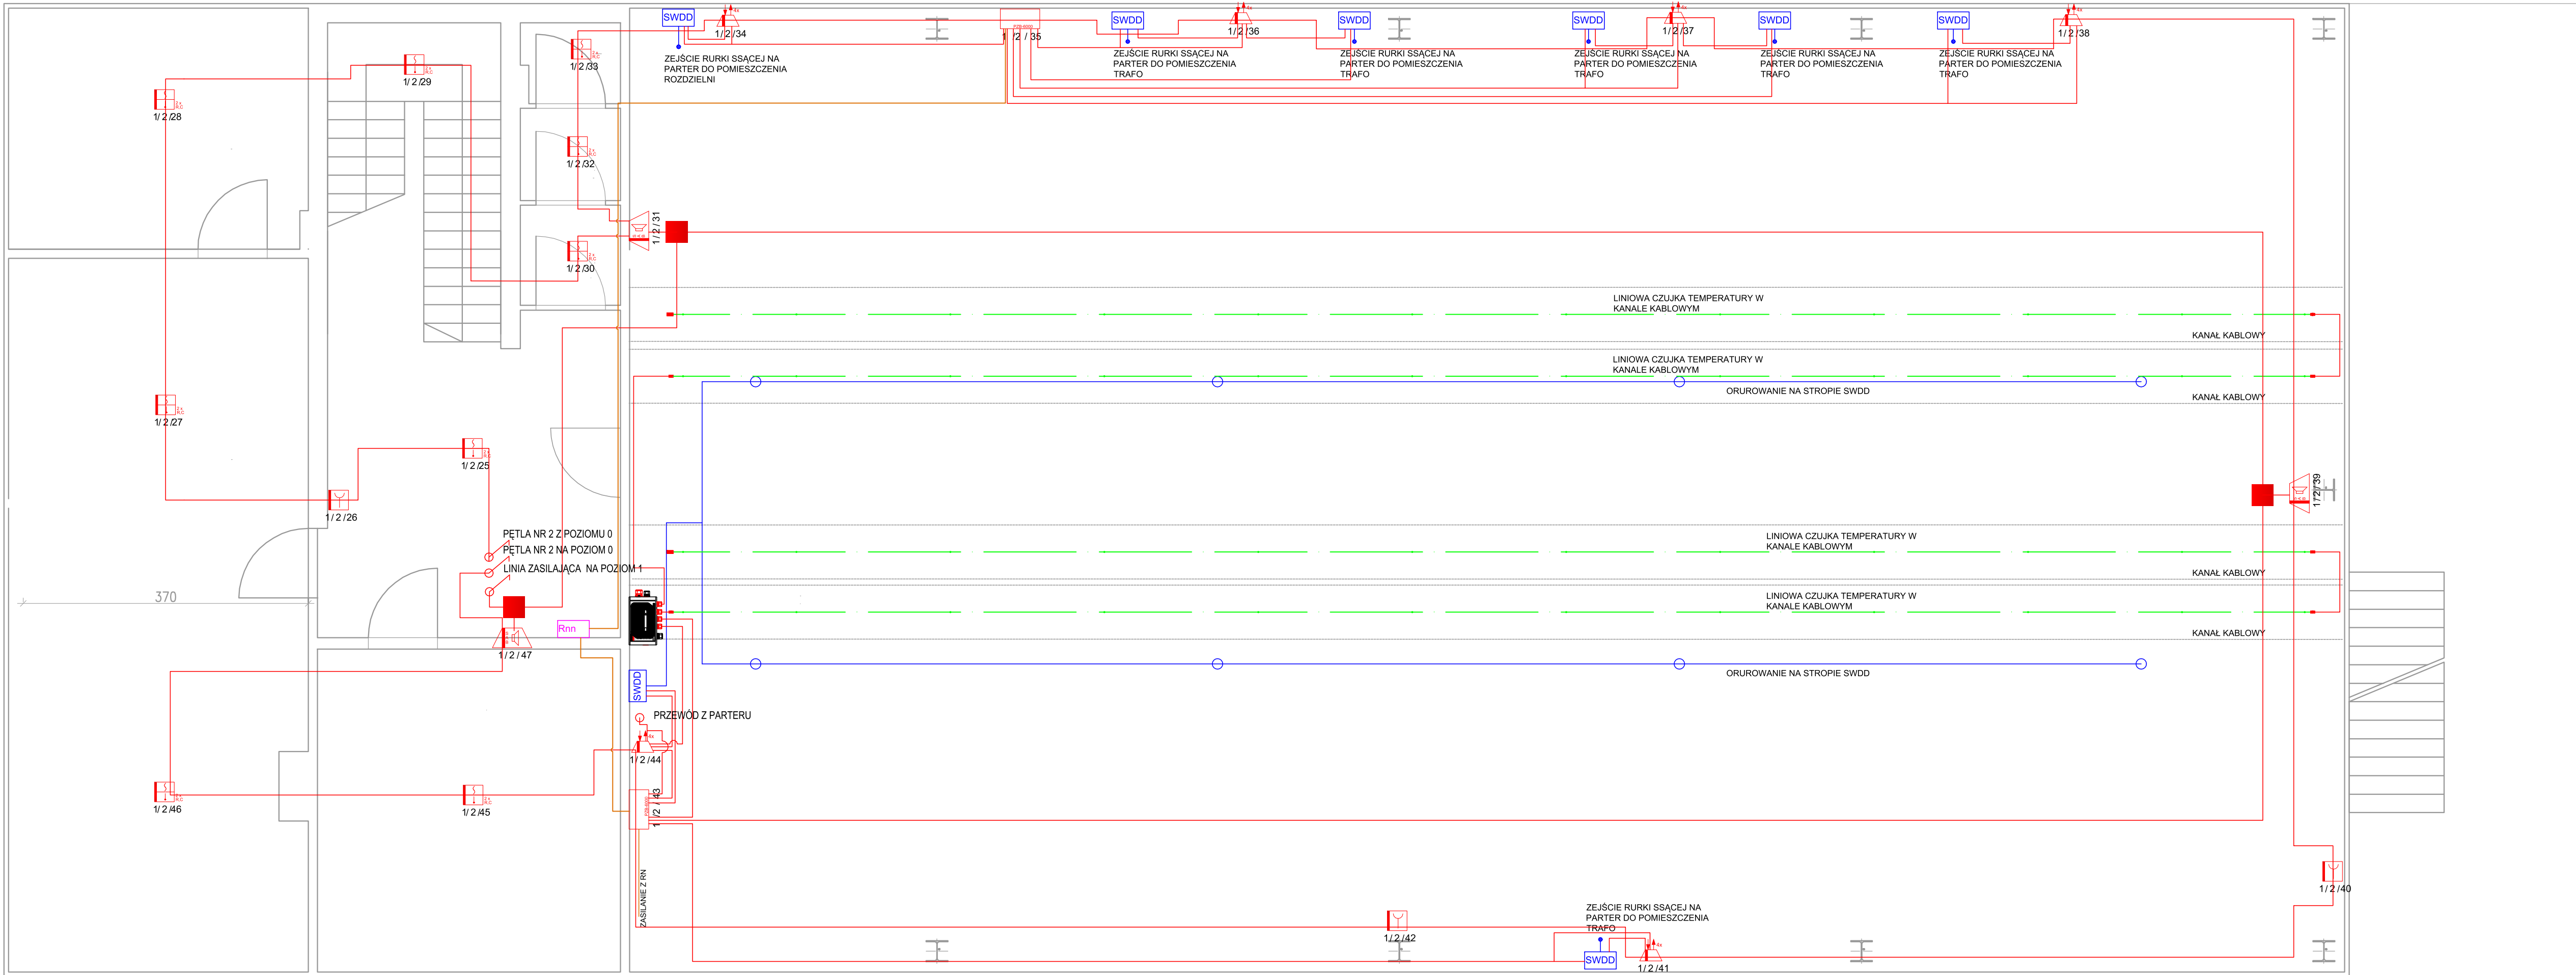 SWDD
4x
1/ 2 /34
ZEJŚCIE RURKI SSĄCEJ NA
PARTER DO POMIESZCZENIA
ROZDZIELNI
1 /2 / 35
SWDD
ZEJŚCIE RURKI SSĄCEJ NA
PARTER DO POMIESZCZENIA
TRAFO
4x
1/ 2 /36
SWDD
ZEJŚCIE RURKI SSĄCEJ NA
PARTER DO POMIESZCZENIA
TRAFO
SWDD
ZEJŚCIE RURKI SSĄCEJ NA
PARTER DO POMIESZCZENIA
TRAFO
4x
1/ 2 /37
SWDD
ZEJŚCIE RURKI SSĄCEJ NA
PARTER DO POMIESZCZENIA
TRAFO
SWDD
ZEJŚCIE RURKI SSĄCEJ NA
PARTER DO POMIESZCZENIA
TRAFO
4x
1/ 2 /38
1/ 2 /33
1/ 2 /29
1/ 2 /28
1/ 2 /32
1/ 2 /31
1/ 2 /30
LINIOWA CZUJKA TEMPERATURY W
KANALE KABLOWYM
KANAŁ KABLOWY
LINIOWA CZUJKA TEMPERATURY W
KANALE KABLOWYM
ORUROWANIE NA STROPIE SWDD
KANAŁ KABLOWY
1/ 2 /27
1/ 2 /25
1/ 2 /26
1/ 2 /39
PĘTLA NR 2 Z POZIOMU 0
PĘTLA NR 2 NA POZIOM 0
LINIA ZASILAJĄCA NA POZIOM 1
LINIOWA CZUJKA TEMPERATURY W
KANALE KABLOWYM
KANAŁ KABLOWY
370
LINIOWA CZUJKA TEMPERATURY W
KANALE KABLOWYM
Rnn
KANAŁ KABLOWY
1/ 2 / 47
ORUROWANIE NA STROPIE SWDD
SWDD
PRZEWÓD Z PARTERU
4x
1/ 2 /44
1/ 2 /46
1/ 2 /45
1 /2 / 43
ZASILANIE Z RN
1/ 2 /40
ZEJŚCIE RURKI SSĄCEJ NA
PARTER DO POMIESZCZENIA
TRAFO
1/ 2 /42
SWDD
4x
1/ 2 /41